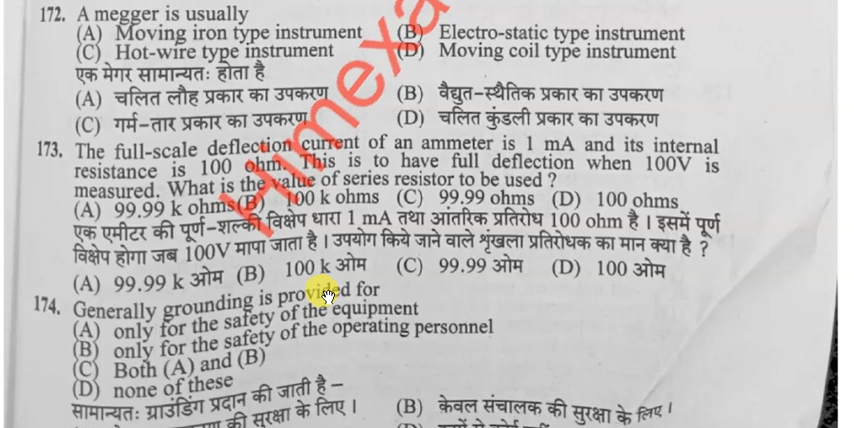 172. A megger is usually
(A) Moving iron type instrument (B) Electro-static type instrument
(C) Hot-wire type instrument (D) Moving coil type instrument
एक मेगर सामान्यतः होता है
(A) चलित लौह प्रकार का उपकरण (B) वैद्युत-स्थैतिक प्रकार का उपकरण
(C) गर्म-तार प्रकार का उपकरण (D) चलित कुंडली प्रकार का उपकरण
173. The full-scale deflection current of an ammeter is 1 mA and its internal
resistance is 100 ohm. This is to have full deflection when 100V is
measured. What is the value of series resistor to be used ?
(A) 99.99 k ohms (B) 100 k ohms (C) 99.99 ohms (D) 100 ohms
एक एमीटर की पूर्ण-शल्की विक्षेप धारा 1 mA तथा आंतरिक प्रतिरोध 100 ohm है । इसमें पूर्ण
विक्षेप होगा जब 100V मापा जाता है । उपयोग किये जाने वाले शृंखला प्रतिरोधक का मान क्या है ?
(A) 99.99 k ओम (B) 100 k ओम (C) 99.99 ओम (D) 100 ओम
174. Generally grounding is provided for
(A) only for the safety of the equipment
(B) only for the safety of the operating personnel
(C) Both (A) and (B)
(D) none of these
सामान्यतः ग्राउंडिंग प्रदान की जाती है –
की सुरक्षा के लिए । (B) केवल संचालक की सुरक्षा के लिए ।
Himexa